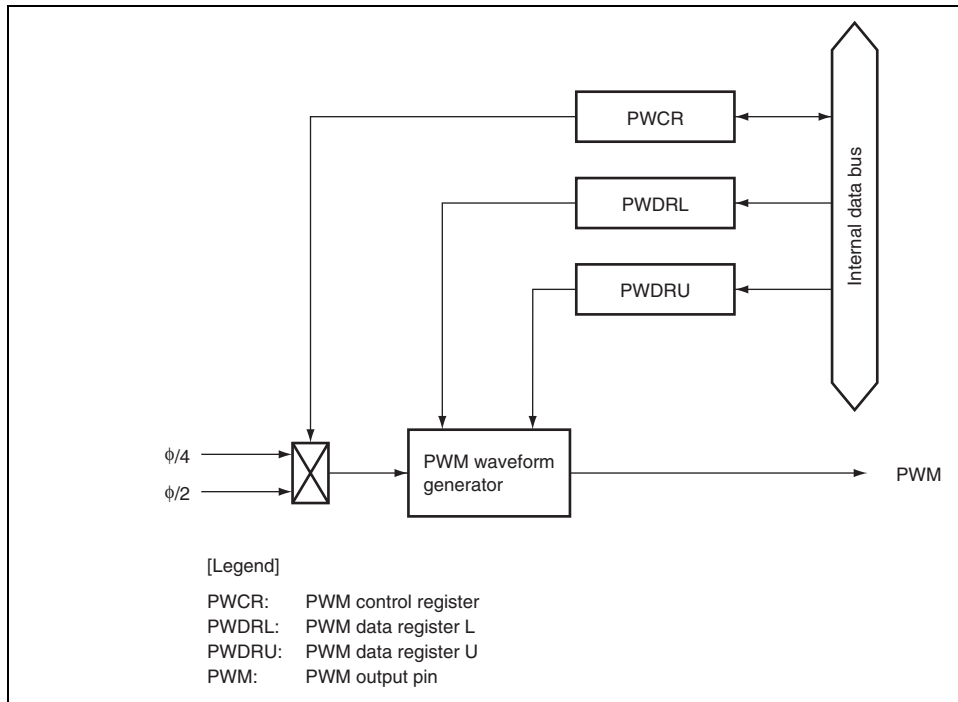 PWCR
PWDRL
PWDRU
Internal data bus
φ/4
φ/2
PWM waveform
generator
PWM
[Legend]
PWCR: PWM control register
PWDRL: PWM data register L
PWDRU: PWM data register U
PWM: PWM output pin